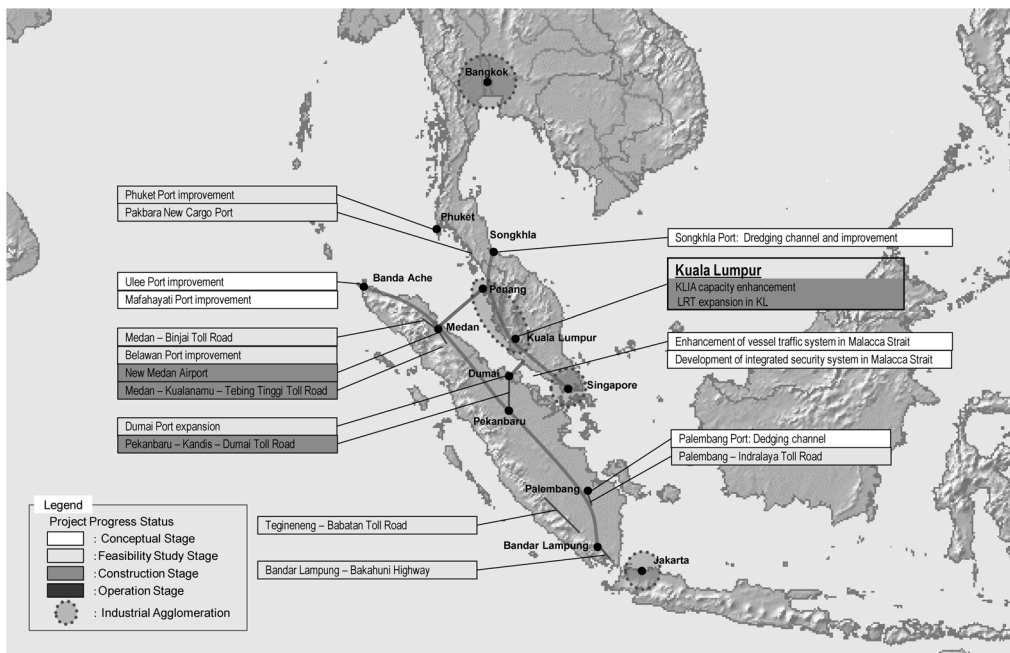 Bangkok
Phuket Port improvement
Pakbara New Cargo Port
Phuket
Songkhla
Songkhla Port: Dredging channel and improvement
Kuala Lumpur
KLIA capacity enhancement
LRT expansion in KL
Banda Ache
Ulee Port improvement
Mafahayati Port improvement
Penang
Medan
Medan – Binjai Toll Road
Belawan Port improvement
New Medan Airport
Medan – Kualanamu – Tebing Tinggi Toll Road
Kuala Lumpur
Enhancement of vessel traffic system in Malacca Strait
Development of integrated security system in Malacca Strait
Dumai
Singapore
Dumai Port expansion
Pekanbaru – Kandis – Dumai Toll Road
Pekanbaru
Palembang Port: Dedging channel
Palembang – Indralaya Toll Road
Palembang
Tegineneng – Babatan Toll Road
Bandar Lampung
Bandar Lampung – Bakahuni Highway
Jakarta
Legend
Project Progress Status
: Conceptual Stage
: Feasibility Study Stage
: Construction Stage
: Operation Stage
: Industrial Agglomeration